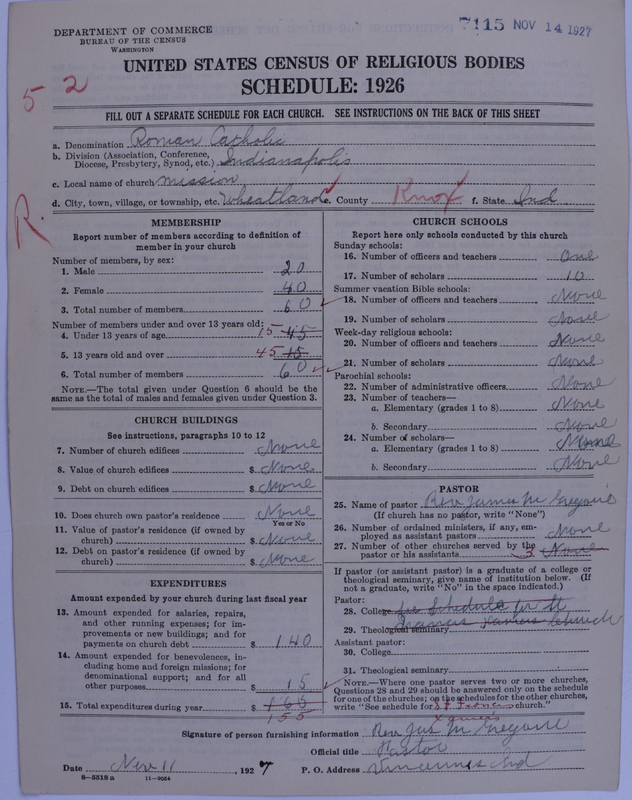 DEPARTMENT OF COMMERCE
BUREAU OF THE CENSUS
WASHINGTON
7115 NOV 14 1927
UNITED STATES CENSUS OF RELIGIOUS BODIES
SCHEDULE: 1926
52
R.
FILL OUT A SEPARATE SCHEDULE FOR EACH CHURCH. SEE INSTRUCTIONS ON THE BACK OF THIS SHEET
a. Denomination Roman Catholic
b. Division (Association, Conference, Diocese, Presbytery, Synod, etc.) Indianapolis
c. Local name of church Mission
d. City, town, village, or township, etc. Wheatland e. County Knox f. State Ind
MEMBERSHIP
Report number of members according to definition of
member in your church
Number of members, by sex:
1. Male 20
2. Female 40
3. Total number of members 60
Number of members under and over 13 years old:
4. Under 13 years of age 15 45
5. 13 years old and over 45 15
6. Total number of members 60
NOTE.—The total given under Question 6 should be the
same as the total of males and females given under Question 3.
CHURCH BUILDINGS
See instructions, paragraphs 10 to 12
7. Number of church edifices None
8. Value of church edifices $ None
9. Debt on church edifices $ None
10. Does church own pastor's residence None
Yes or No
11. Value of pastor's residence (if owned by
church) $ None
12. Debt on pastor's residence (if owned by
church) $ None
EXPENDITURES
Amount expended by your church during last fiscal year
13. Amount expended for salaries, repairs,
and other running expenses; for im-
provements or new buildings; and for
payments on church debt $ 140
14. Amount expended for benevolences, in-
cluding home and foreign missions; for
denominational support; and for all
other purposes $ 15
15. Total expenditures during year $ 165
155
CHURCH SCHOOLS
Report here only schools conducted by this church
Sunday schools:
16. Number of officers and teachers One
17. Number of scholars 10
Summer vacation Bible schools:
18. Number of officers and teachers None
19. Number of scholars None
Week-day religious schools:
20. Number of officers and teachers None
21. Number of scholars None
Parochial schools:
22. Number of administrative officers None
23. Number of teachers—
a. Elementary (grades 1 to 8) None
b. Secondary None
24. Number of scholars—
a. Elementary (grades 1 to 8) None
b. Secondary None
PASTOR
25. Name of pastor Rev James M Gregoire
(If church has no pastor, write "None")
26. Number of ordained ministers, if any, em-
ployed as assistant pastors None
27. Number of other churches served by the
pastor or his assistants 3 None
If pastor (or assistant pastor) is a graduate of a college or
theological seminary, give name of institution below. (If
not a graduate, write "No" in the space indicated.)
Pastor:
28. College see Schedule for St
29. Theological seminary Francis Xavier Church
Assistant pastor:
30. College
31. Theological seminary
NOTE.—Where one pastor serves two or more churches,
Questions 28 and 29 should be answered only on the schedule
for one of the churches; on the schedules for the other churches,
write "See schedule for St Francis church."
Xavier
Signature of person furnishing information Rev Jas M Gregoire
Official title Pastor
Date Nov 11, 1927 P. O. Address Vincennes Ind
8—5518 a 11—9054